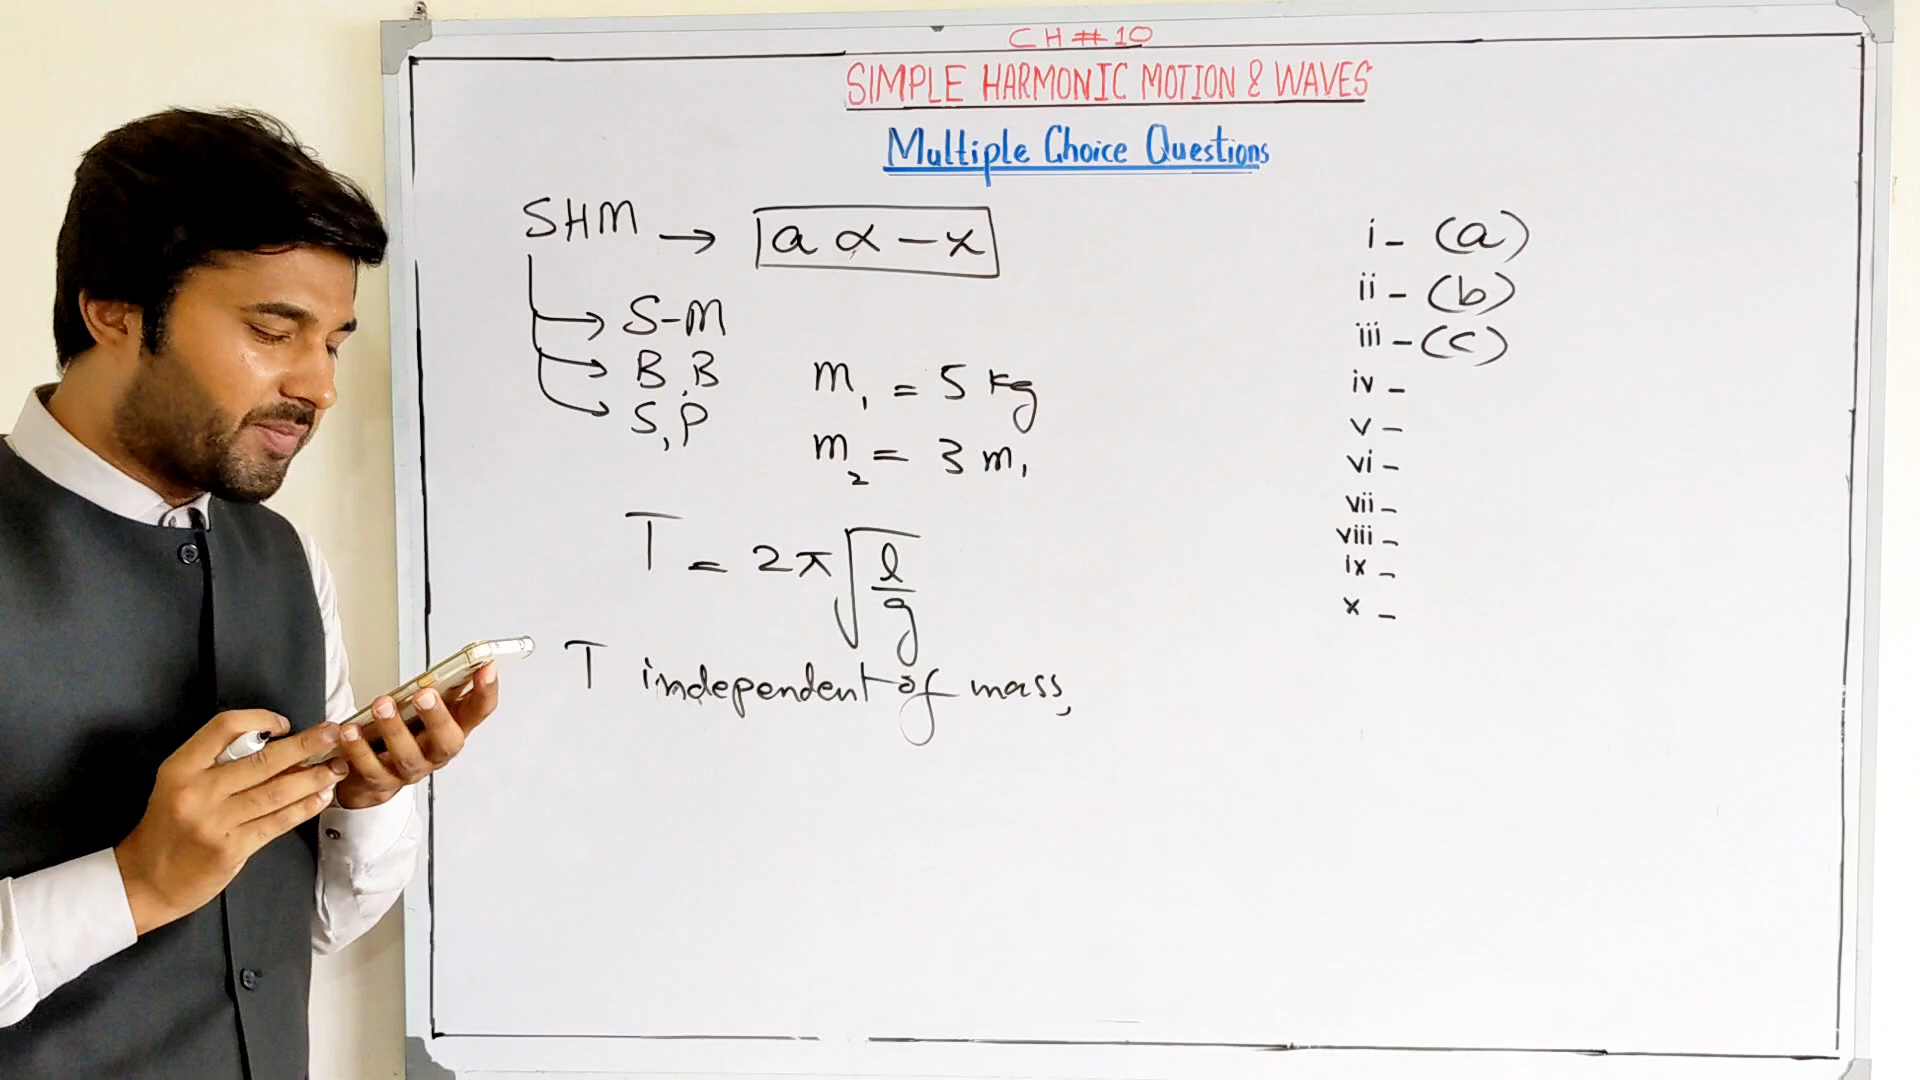 CH # 10
SIMPLE HARMONIC MOTION & WAVES
Multiple Choice Questions
SHM → a ∝ -x
→ S-M
→ B,B
→ S,P
m₁ = 5 kg
m₂ = 3 m₁
T = 2π√(l/g)
T independent of mass,
i - (a)
ii - (b)
iii - (c)
iv -
v -
vi -
vii -
viii -
ix -
x -